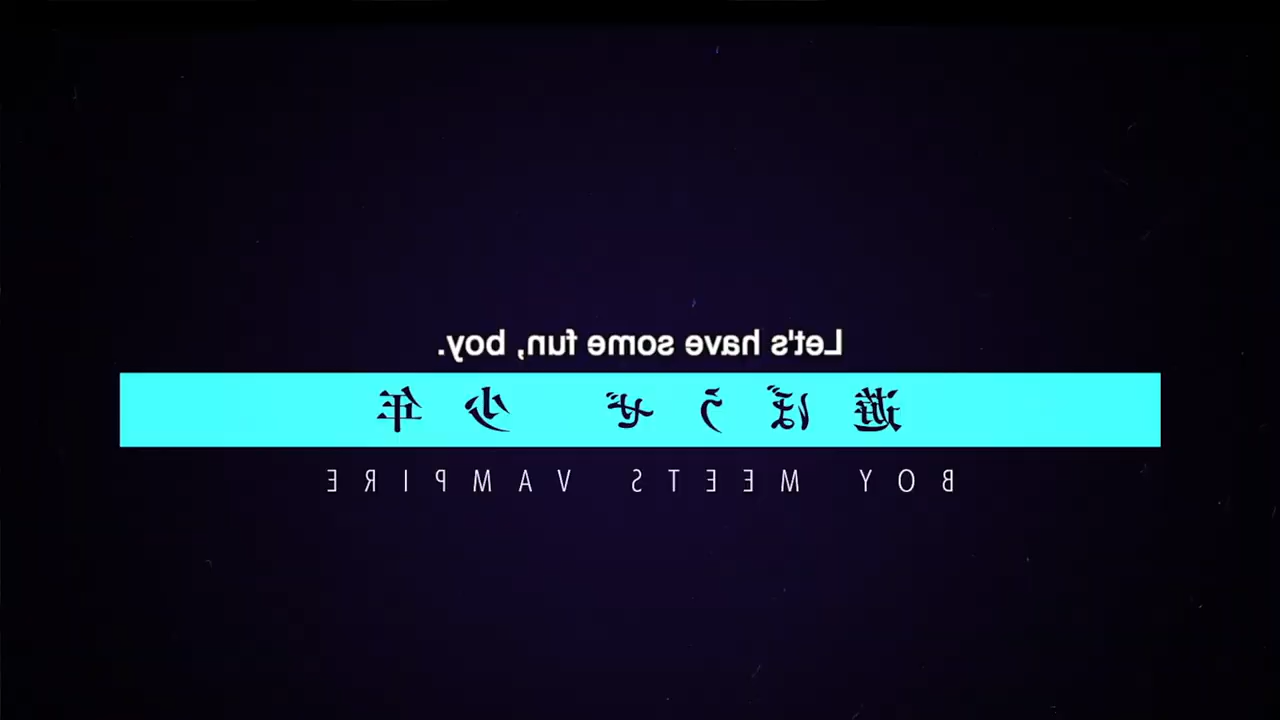 Let's have some fun, boy.
遊ぼうぜ 少年
BOY MEETS VAMPIRE